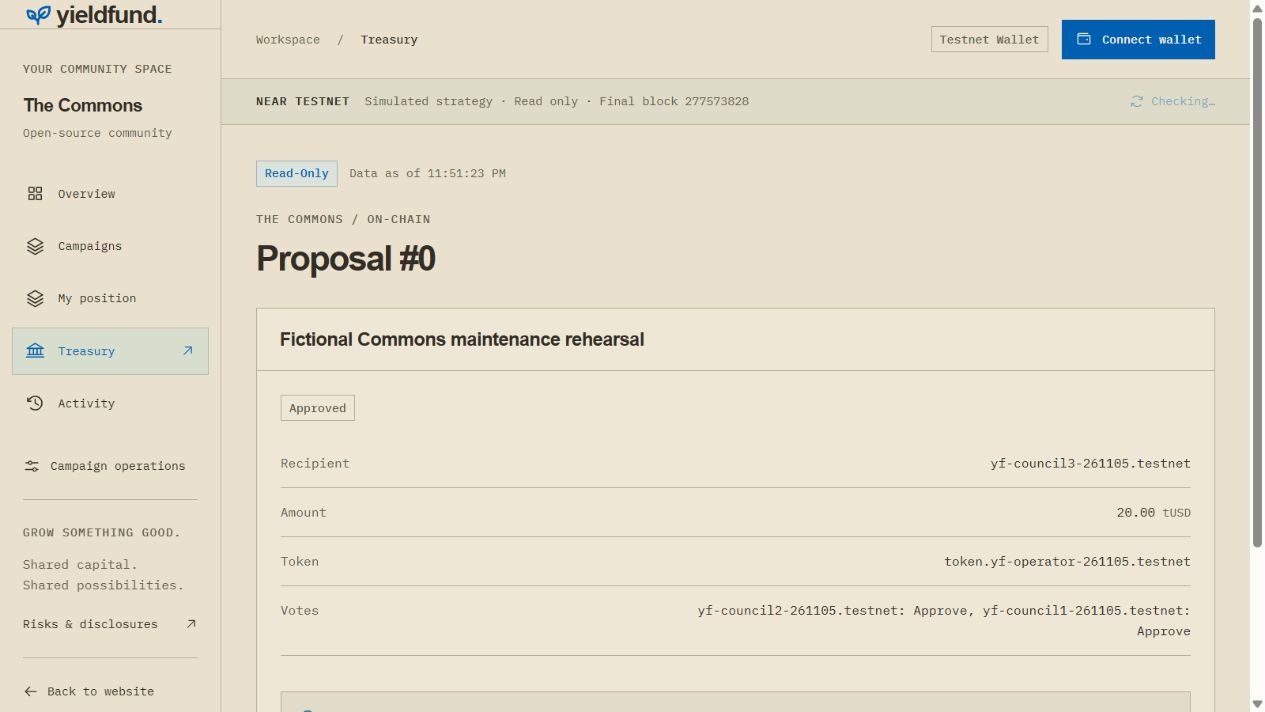 yieldfund.
YOUR COMMUNITY SPACE
The Commons
Open-source community
Overview
Campaigns
My position
Treasury
Activity
Campaign operations
GROW SOMETHING GOOD.
Shared capital.
Shared possibilities.
Risks & disclosures
Back to website
Workspace / Treasury
Testnet Wallet
Connect wallet
NEAR TESTNET Simulated strategy · Read only · Final block 277573828
Checking…
Read-Only Data as of 11:51:23 PM
THE COMMONS / ON-CHAIN
Proposal #0
Fictional Commons maintenance rehearsal
Approved
Recipient yf-council3-261105.testnet
Amount 20.00 tUSD
Token token.yf-operator-261105.testnet
Votes yf-council2-261105.testnet: Approve, yf-council1-261105.testnet:
Approve